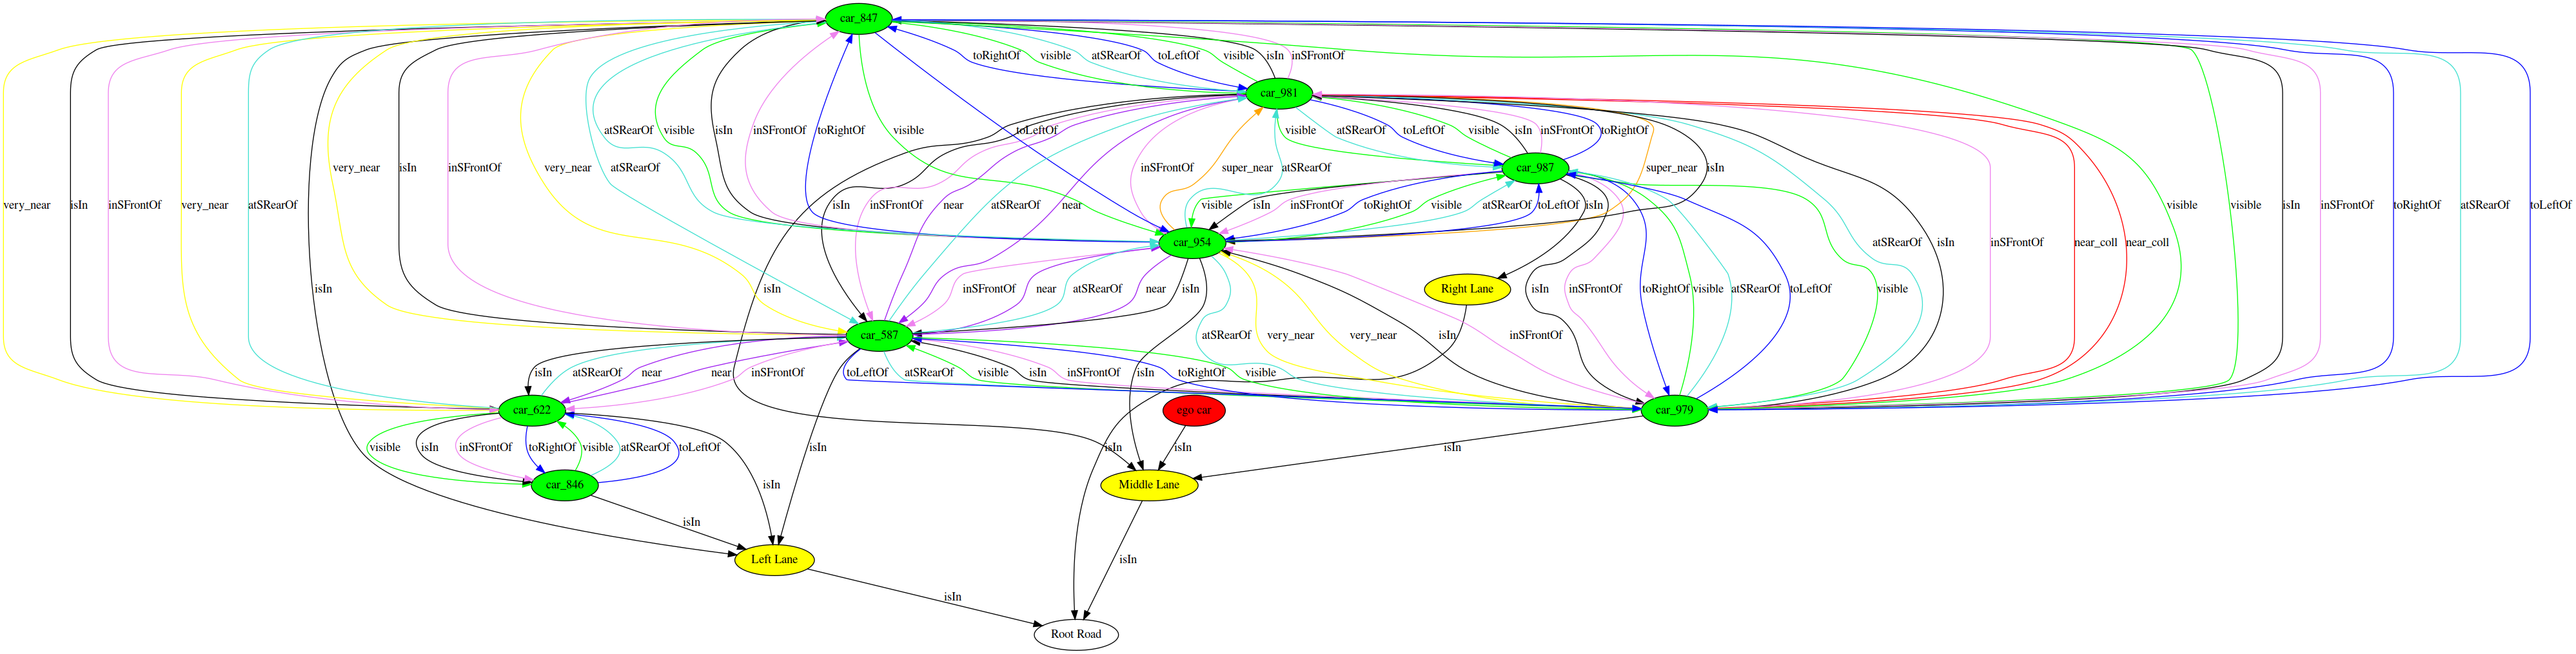 car_847
toRightOf visible atSRearOf toLeftOf visible isIn inSFrontOf
car_981
atSRearOf visible isIn inSFrontOf toRightOf visible toLeftOf visible atSRearOf toLeftOf visible isIn inSFrontOf toRightOf
very_near isIn inSFrontOf very_near atSRearOf
very_near isIn inSFrontOf very_near atSRearOf inSFrontOf super_near atSRearOf super_near isIn
car_987
isIn inSFrontOf near atSRearOf near visible isIn inSFrontOf toRightOf visible atSRearOf toLeftOf isIn
visible visible isIn inSFrontOf toRightOf atSRearOf toLeftOf
car_954
atSRearOf isIn inSFrontOf near_coll near_coll
isIn isIn inSFrontOf near atSRearOf near isIn
Right Lane
isIn inSFrontOf toRightOf visible atSRearOf toLeftOf visible
car_587
atSRearOf very_near very_near isIn inSFrontOf
isIn atSRearOf near near inSFrontOf toLeftOf atSRearOf visible isIn inSFrontOf isIn toRightOf visible
car_622
ego car
car_979
visible isIn inSFrontOf toRightOf visible atSRearOf toLeftOf isIn isIn isIn isIn
car_846
isIn
Middle Lane
isIn
Left Lane
isIn
isIn
Root Road